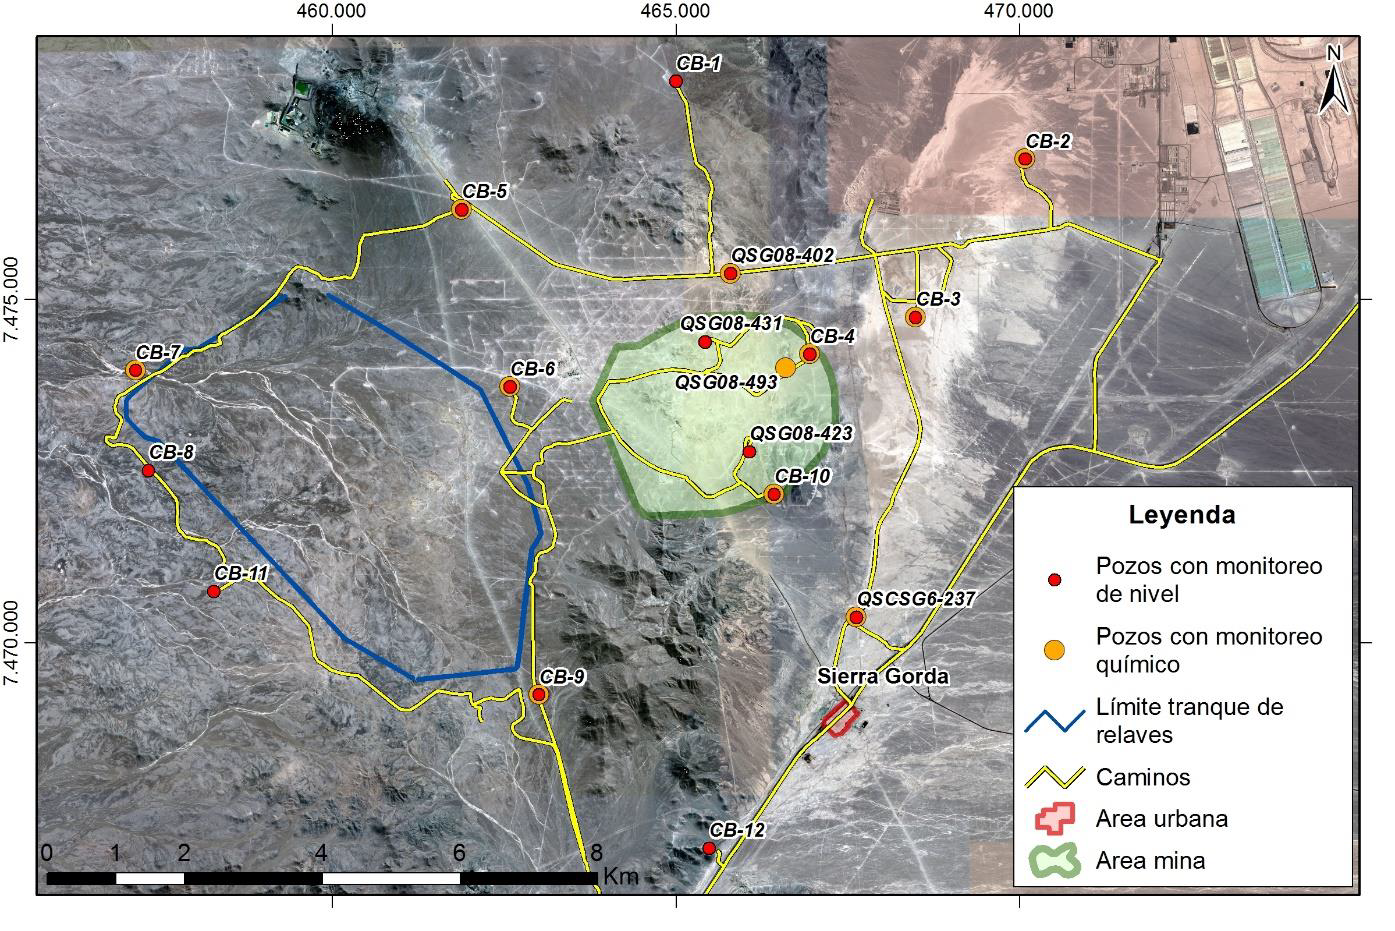 460.000
465.000
470.000
N
CB-1
CB-2
CB-5
QSG08-402
7.475.000
CB-3
QSG08-431
CB-4
CB-7
CB-6
QSG08-493
QSG08-423
CB-8
CB-10
CB-11
QSCSG6-237
7.470.000
Sierra Gorda
CB-9
CB-12
0 1 2 4 6 8
Km
Leyenda
Pozos con monitoreo
de nivel
Pozos con monitoreo
químico
Límite tranque de
relaves
Caminos
Area urbana
Area mina